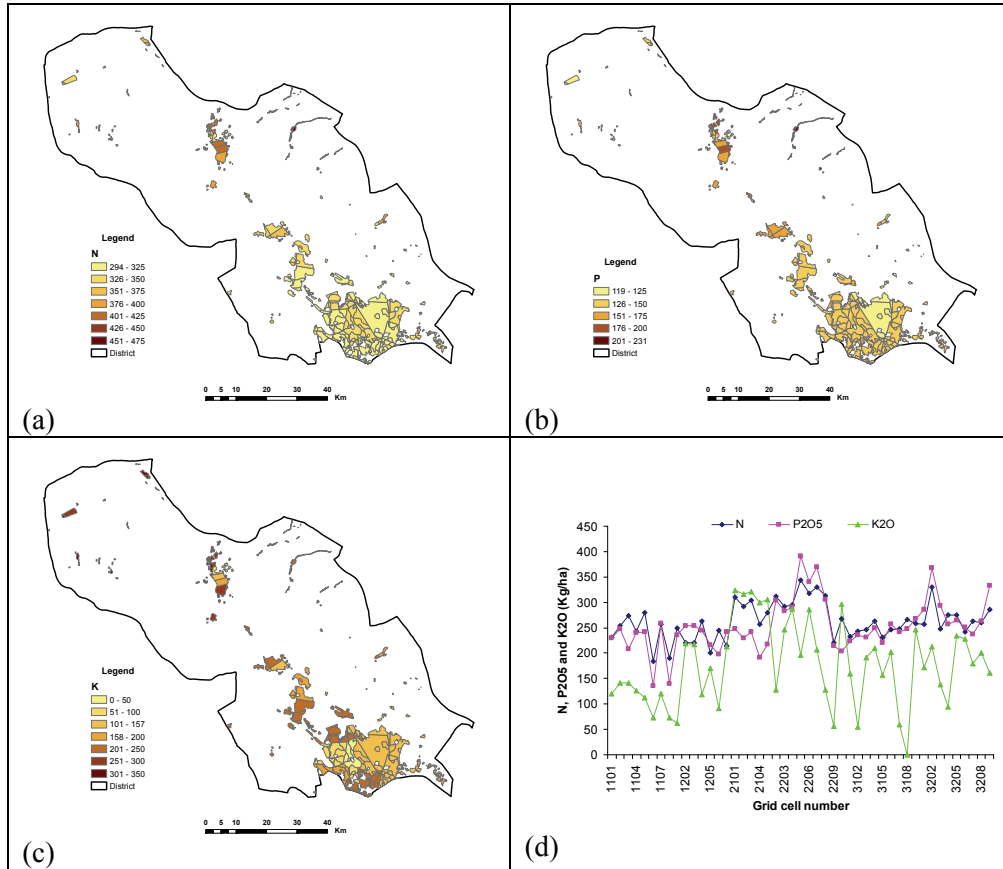 Legend
N
294 - 325
326 - 350
351 - 375
376 - 400
401 - 425
426 - 450
451 - 475
District
0 5 10 20 30 40
Km
(a)
Legend
P
119 - 125
126 - 150
151 - 175
176 - 200
201 - 231
District
0 5 10 20 30 40
Km
(b)
Legend
K
0 - 50
51 - 100
101 - 157
158 - 200
201 - 250
251 - 300
301 - 350
District
0 5 10 20 30 40
Km
(c)
N P2O5 K2O
N, P2O5 and K2O (Kg/ha)
450
400
350
300
250
200
150
100
50
0
1101 1104 1107 1202 1205 1208 2101 2104 2203 2206 2209 3102 3105 3108 3202 3205 3208
Grid cell number
(d)